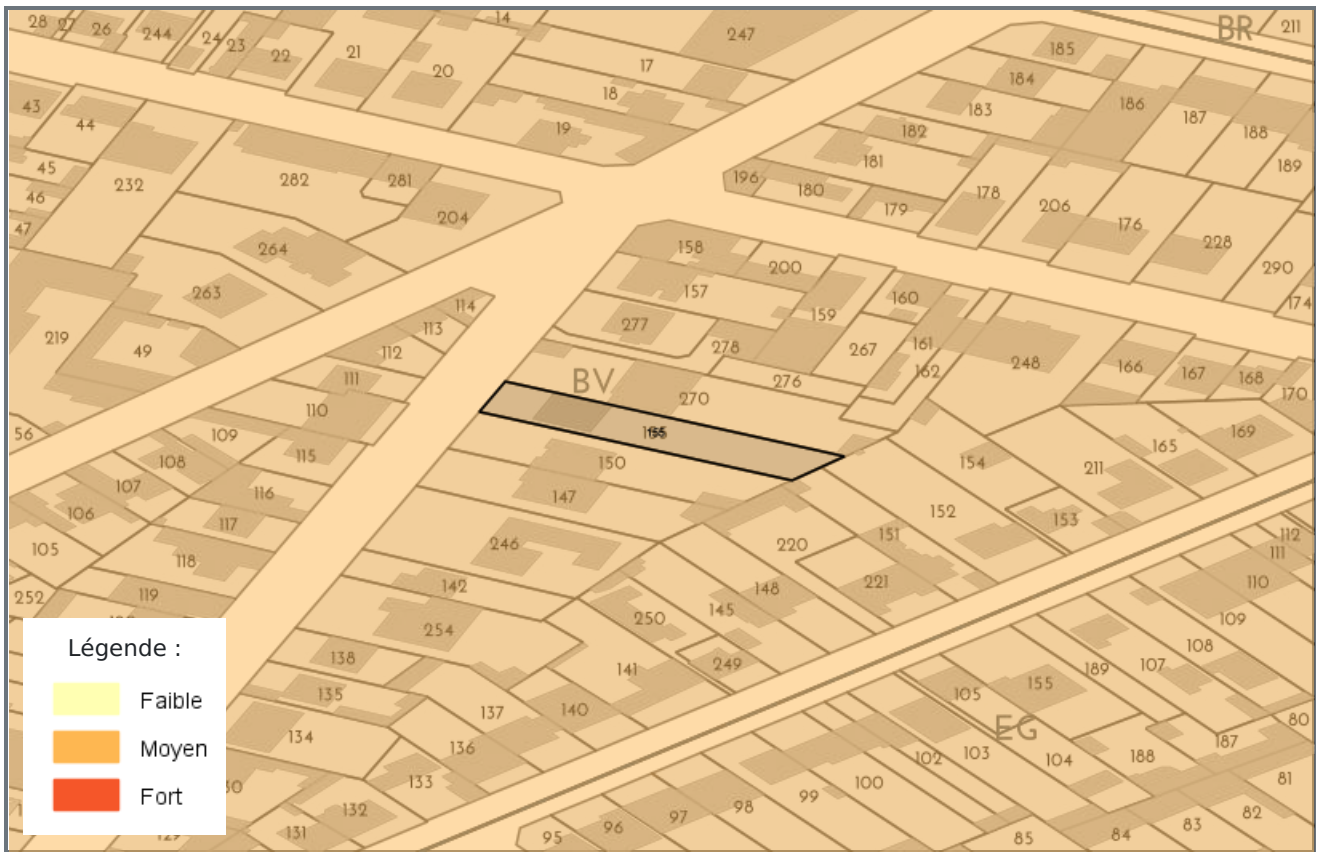 28 27 26 244 24 23 22 21 14 20 247 17 18 19 BR 211
185 184 183 182 181 186 187 188 189
43 44 45 46 47 232 282 281 204
196 180 179 178 206 176 228 290 174
264 263 158 200 157 159 160
219 49 114 113 112 111 277 278 267 161 162 248 166 167 168 170
BV 276 270
110 109 56 108 115 107 116 106 117 105 118
150 147 154 165 169 211
246 152 153 151 220 221 148 145
112 111 110 109 108 107
252 119 142 254 250 249 141 138 135 134
137 140 136 133 132 131
105 155 189 EG 102 103 104 188 187 80 81
100 99 98 97 96 95 85 84 83 82
Légende :
Faible
Moyen
Fort